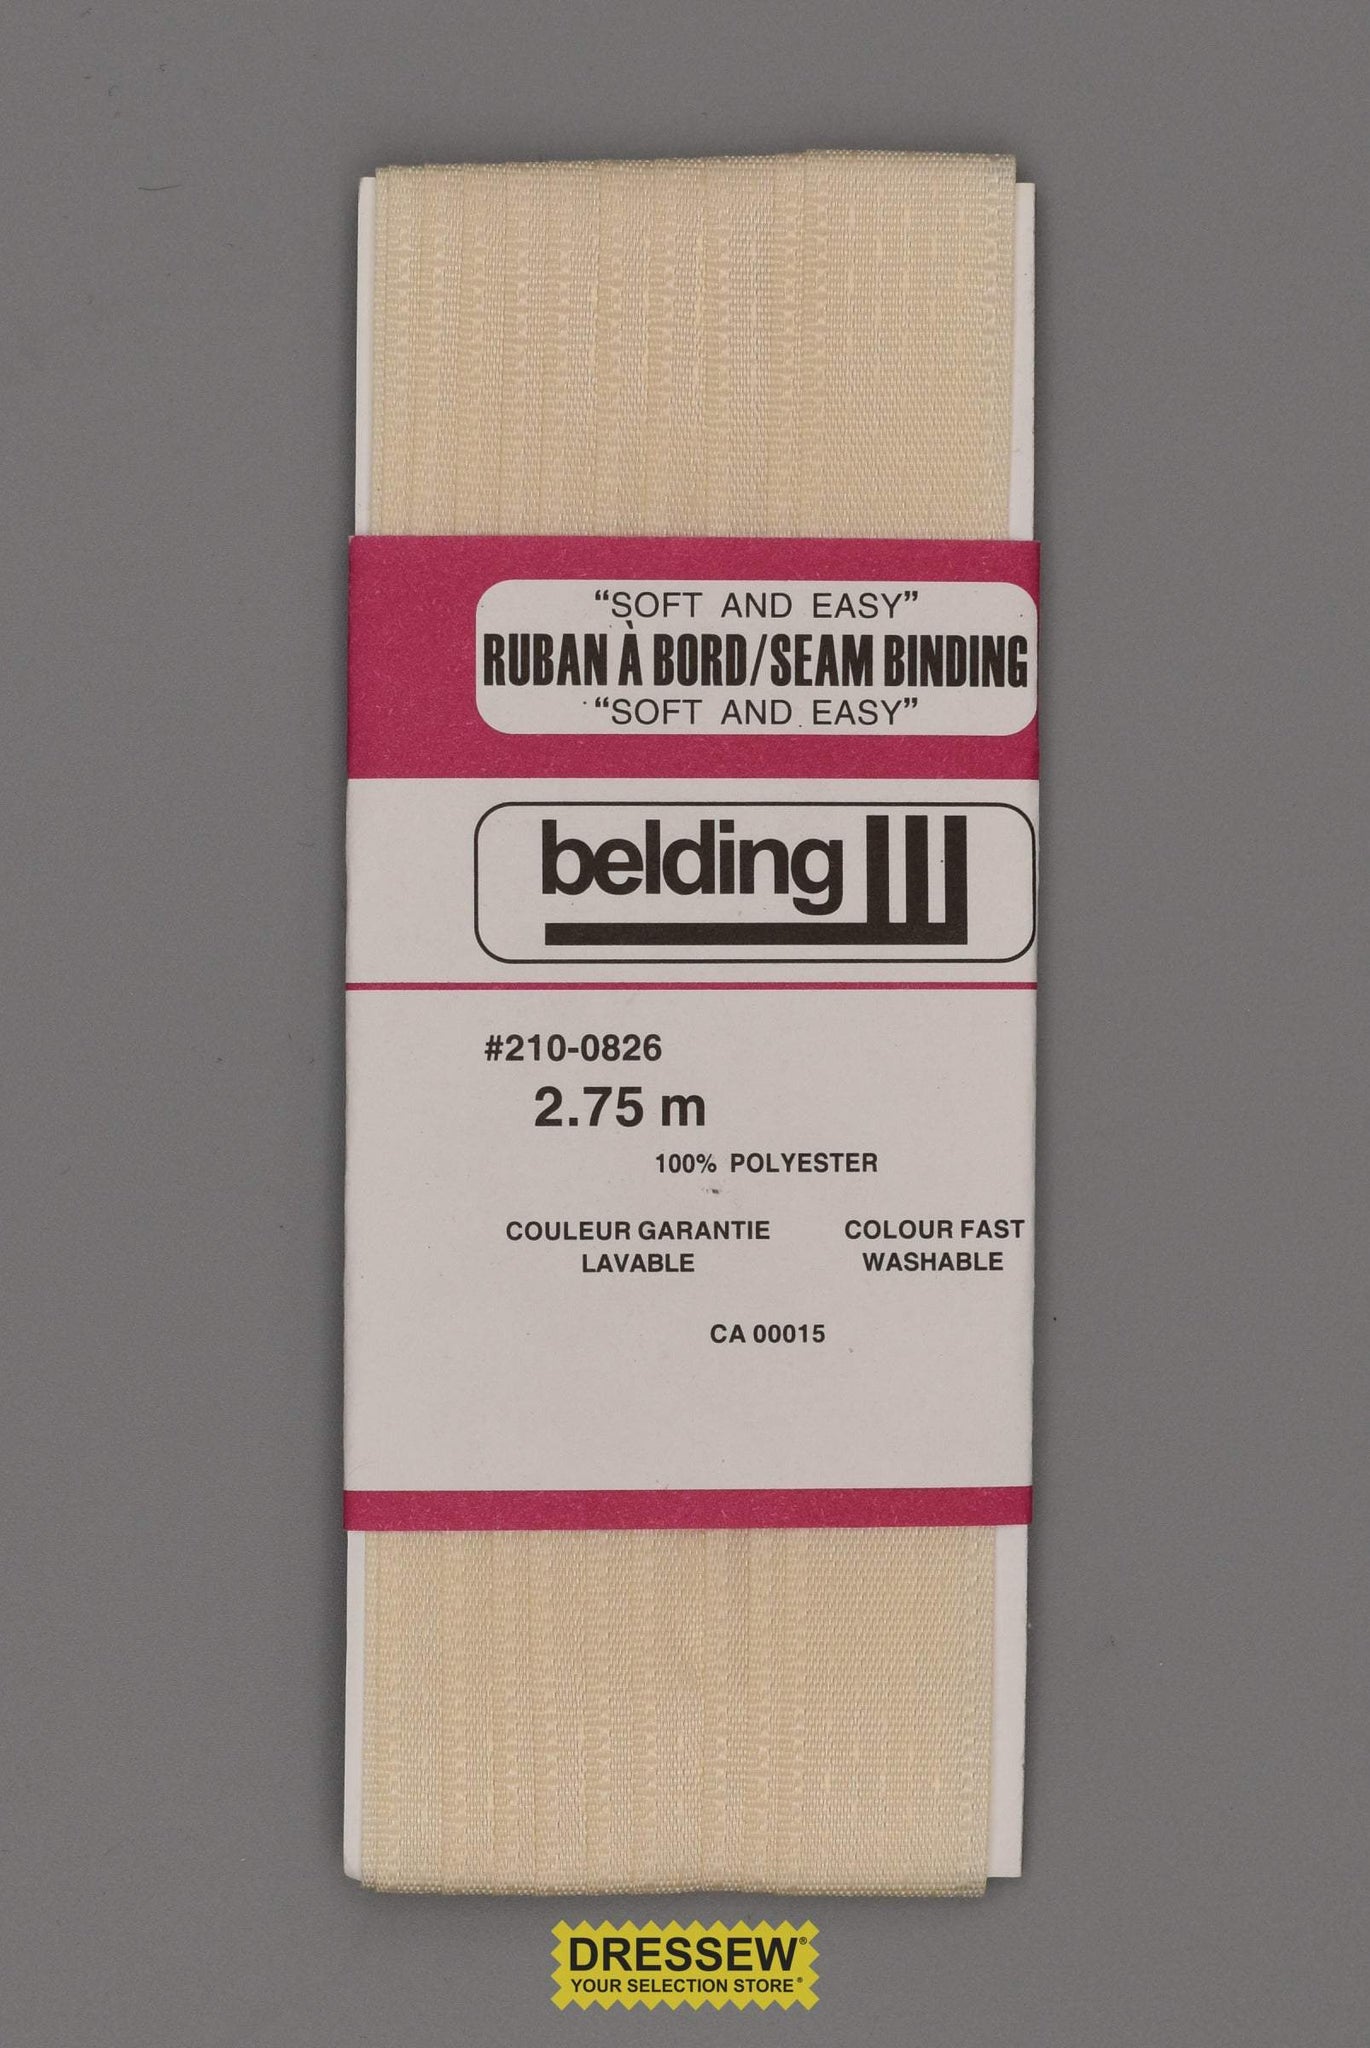 “SOFT AND EASY”
RUBAN À BORD/SEAM BINDING
“SOFT AND EASY”
belding
#210-0826
2.75 m
100% POLYESTER
COULEUR GARANTIE
LAVABLE
COLOUR FAST
WASHABLE
CA 00015
DRESSEW®
YOUR SELECTION STORE®